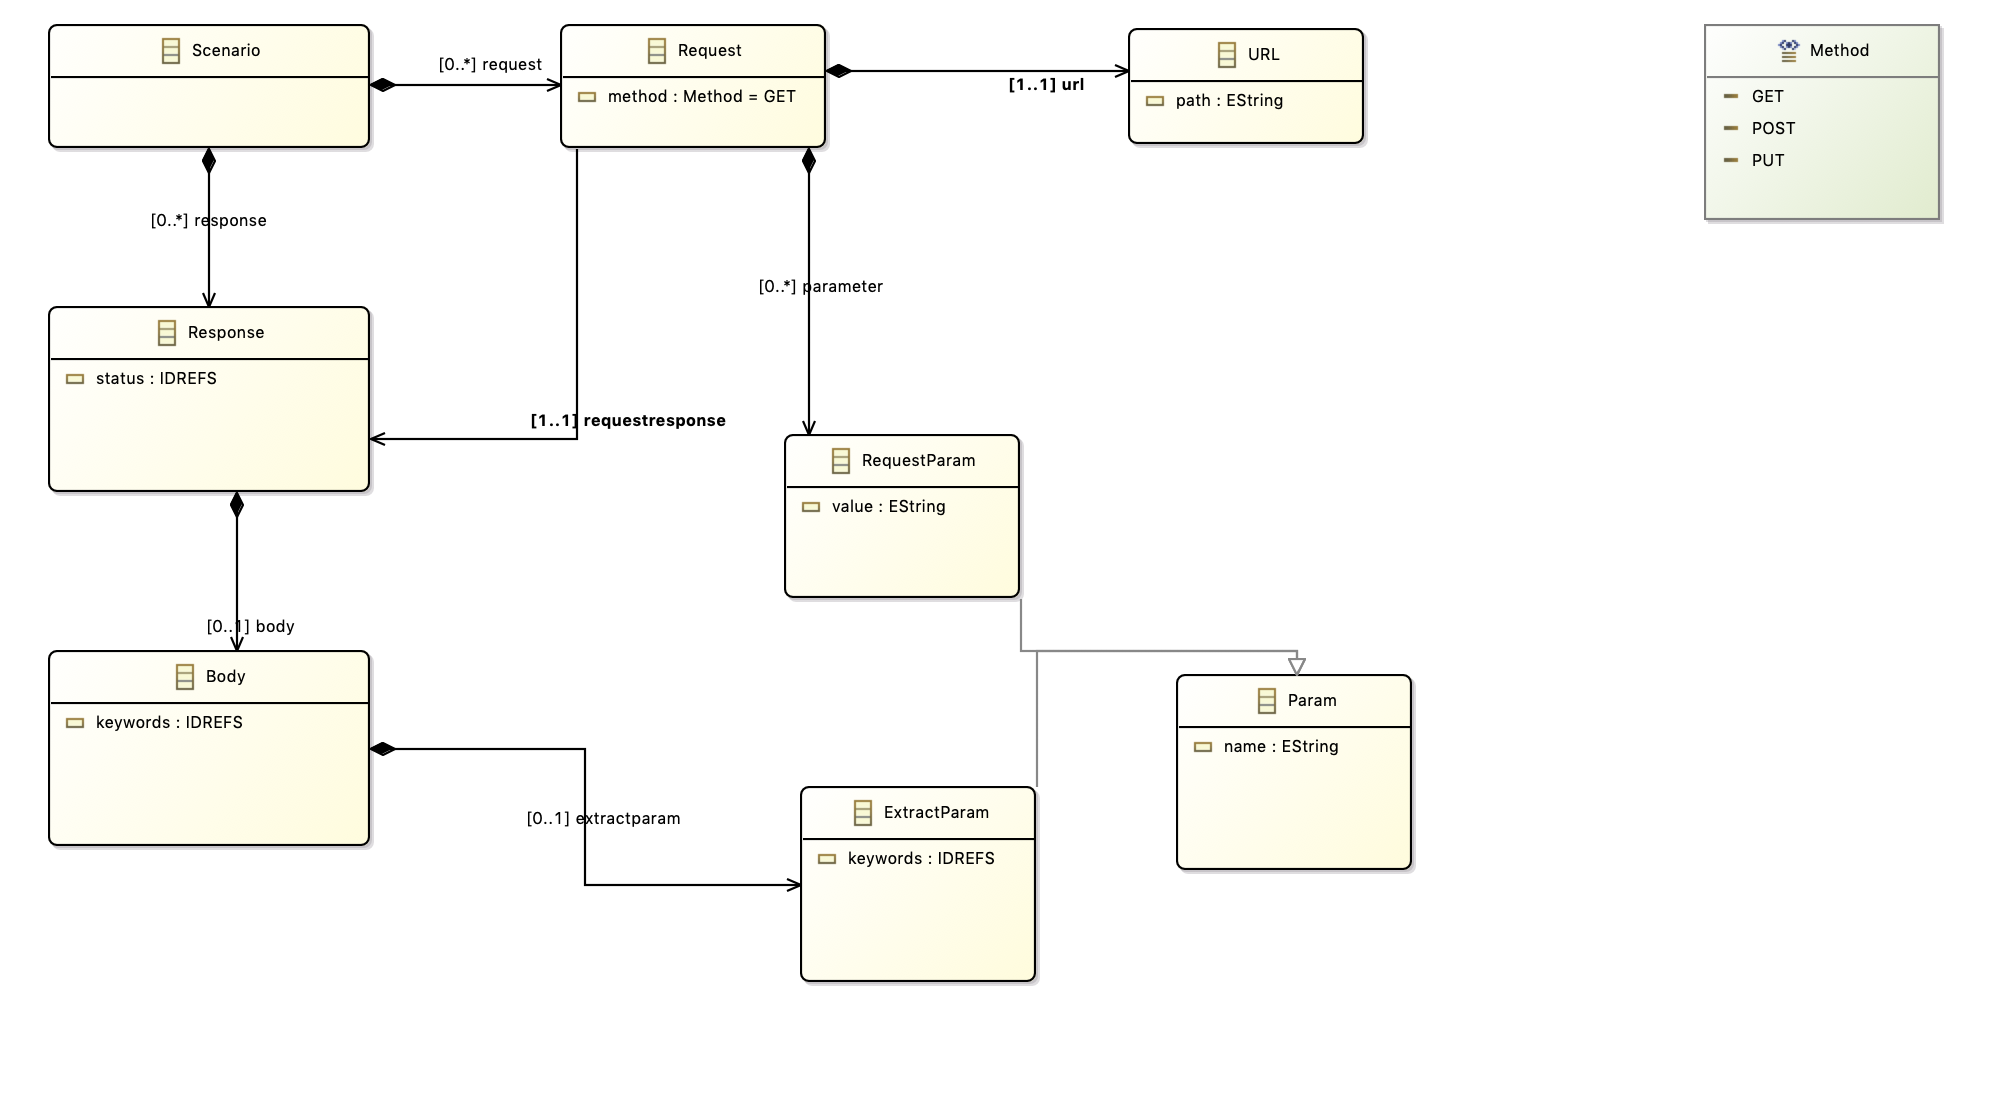 Scenario
[0..*] request
Request
method : Method = GET
[1..1] url
URL
path : EString
Method
GET
POST
PUT
[0..*] response
[0..*] parameter
Response
status : IDREFS
[1..1] requestresponse
RequestParam
value : EString
[0..1] body
Body
keywords : IDREFS
Param
name : EString
[0..1] extractparam
ExtractParam
keywords : IDREFS